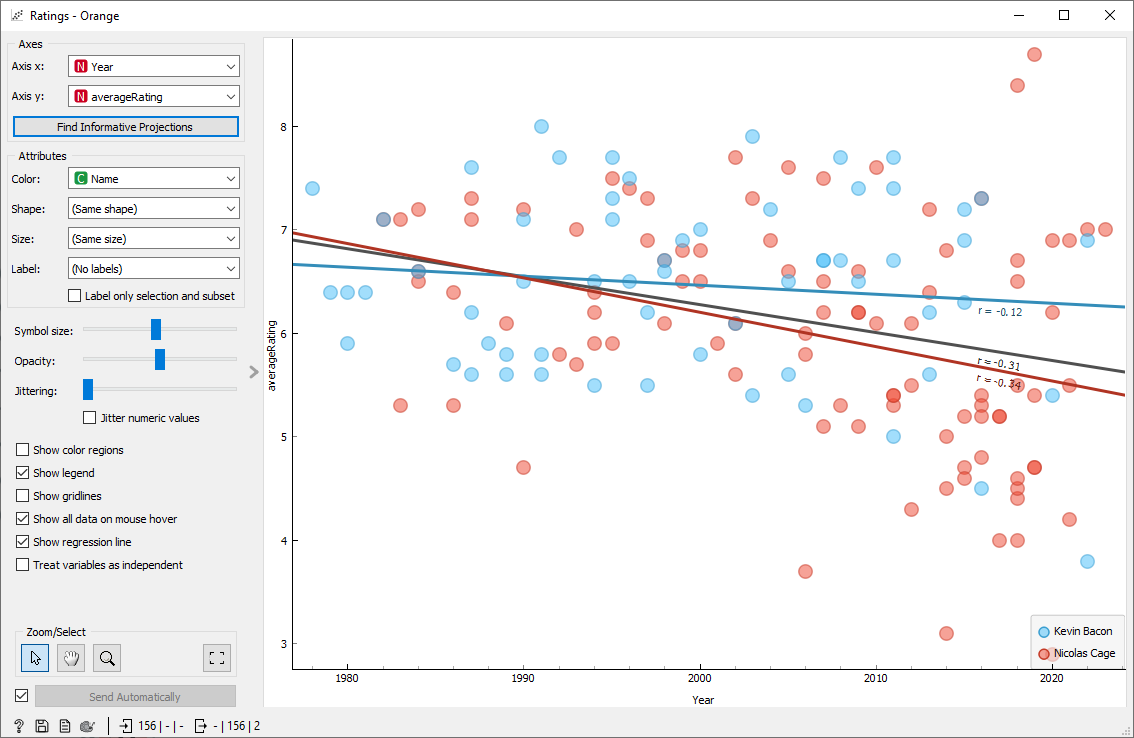 Ratings - Orange
Axes
Axis x: N Year
Axis y: N averageRating
Find Informative Projections
Attributes
Color: C Name
Shape: (Same shape)
Size: (Same size)
Label: (No labels)
Label only selection and subset
Symbol size:
Opacity:
Jittering:
Jitter numeric values
Show color regions
Show legend
Show gridlines
Show all data on mouse hover
Show regression line
Treat variables as independent
Zoom/Select
Send Automatically
? 156 | - | - - | 156 | 2
averageRating
8
7
6
5
4
3
r = -0.12
r = -0.31
r = -0.34
Kevin Bacon
Nicolas Cage
1980 1990 2000 2010 2020
Year